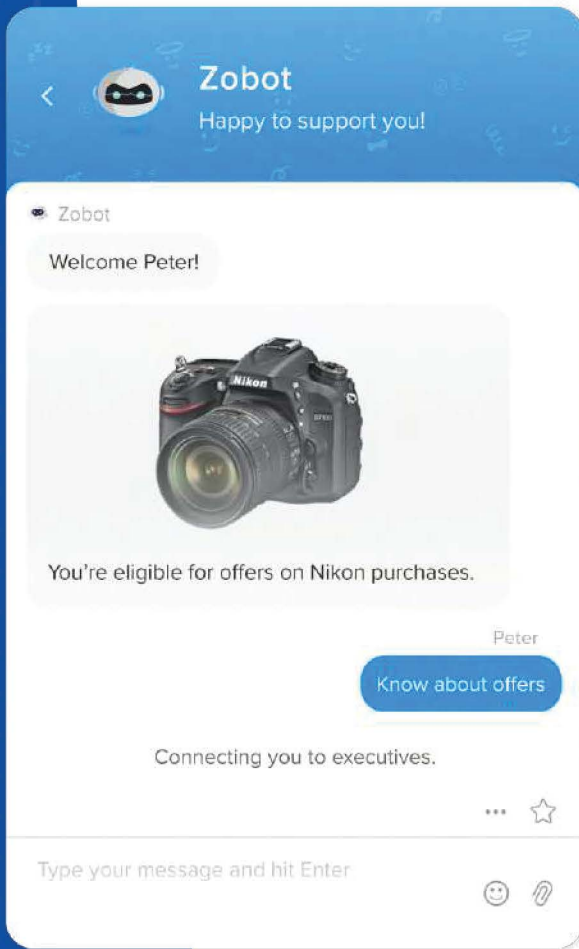 Zobot
Happy to support you!
Zobot
Welcome Peter!
Nikon
D7100
You're eligible for offers on Nikon purchases.
Peter
Know about offers
Connecting you to executives.
Type your message and hit Enter